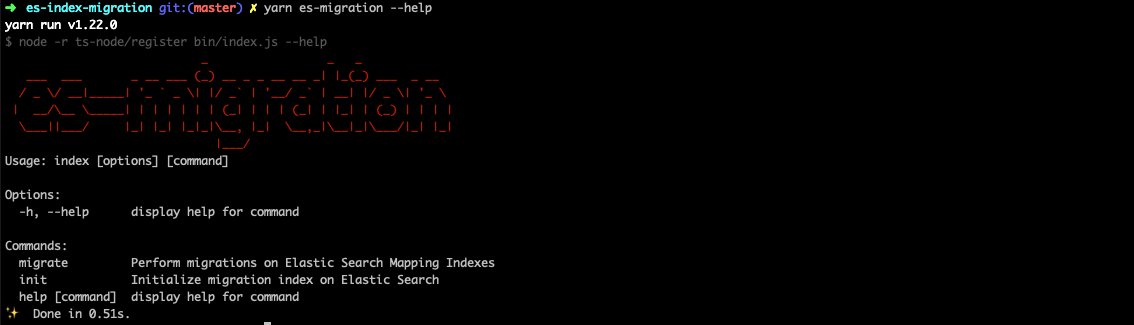 ➜ es-index-migration git:(master) ✗ yarn es-migration --help
yarn run v1.22.0
$ node -r ts-node/register bin/index.js --help
es-migration
Usage: index [options] [command]
Options:
-h, --help display help for command
Commands:
migrate Perform migrations on Elastic Search Mapping Indexes
init Initialize migration index on Elastic Search
help [command] display help for command
✨ Done in 0.51s.